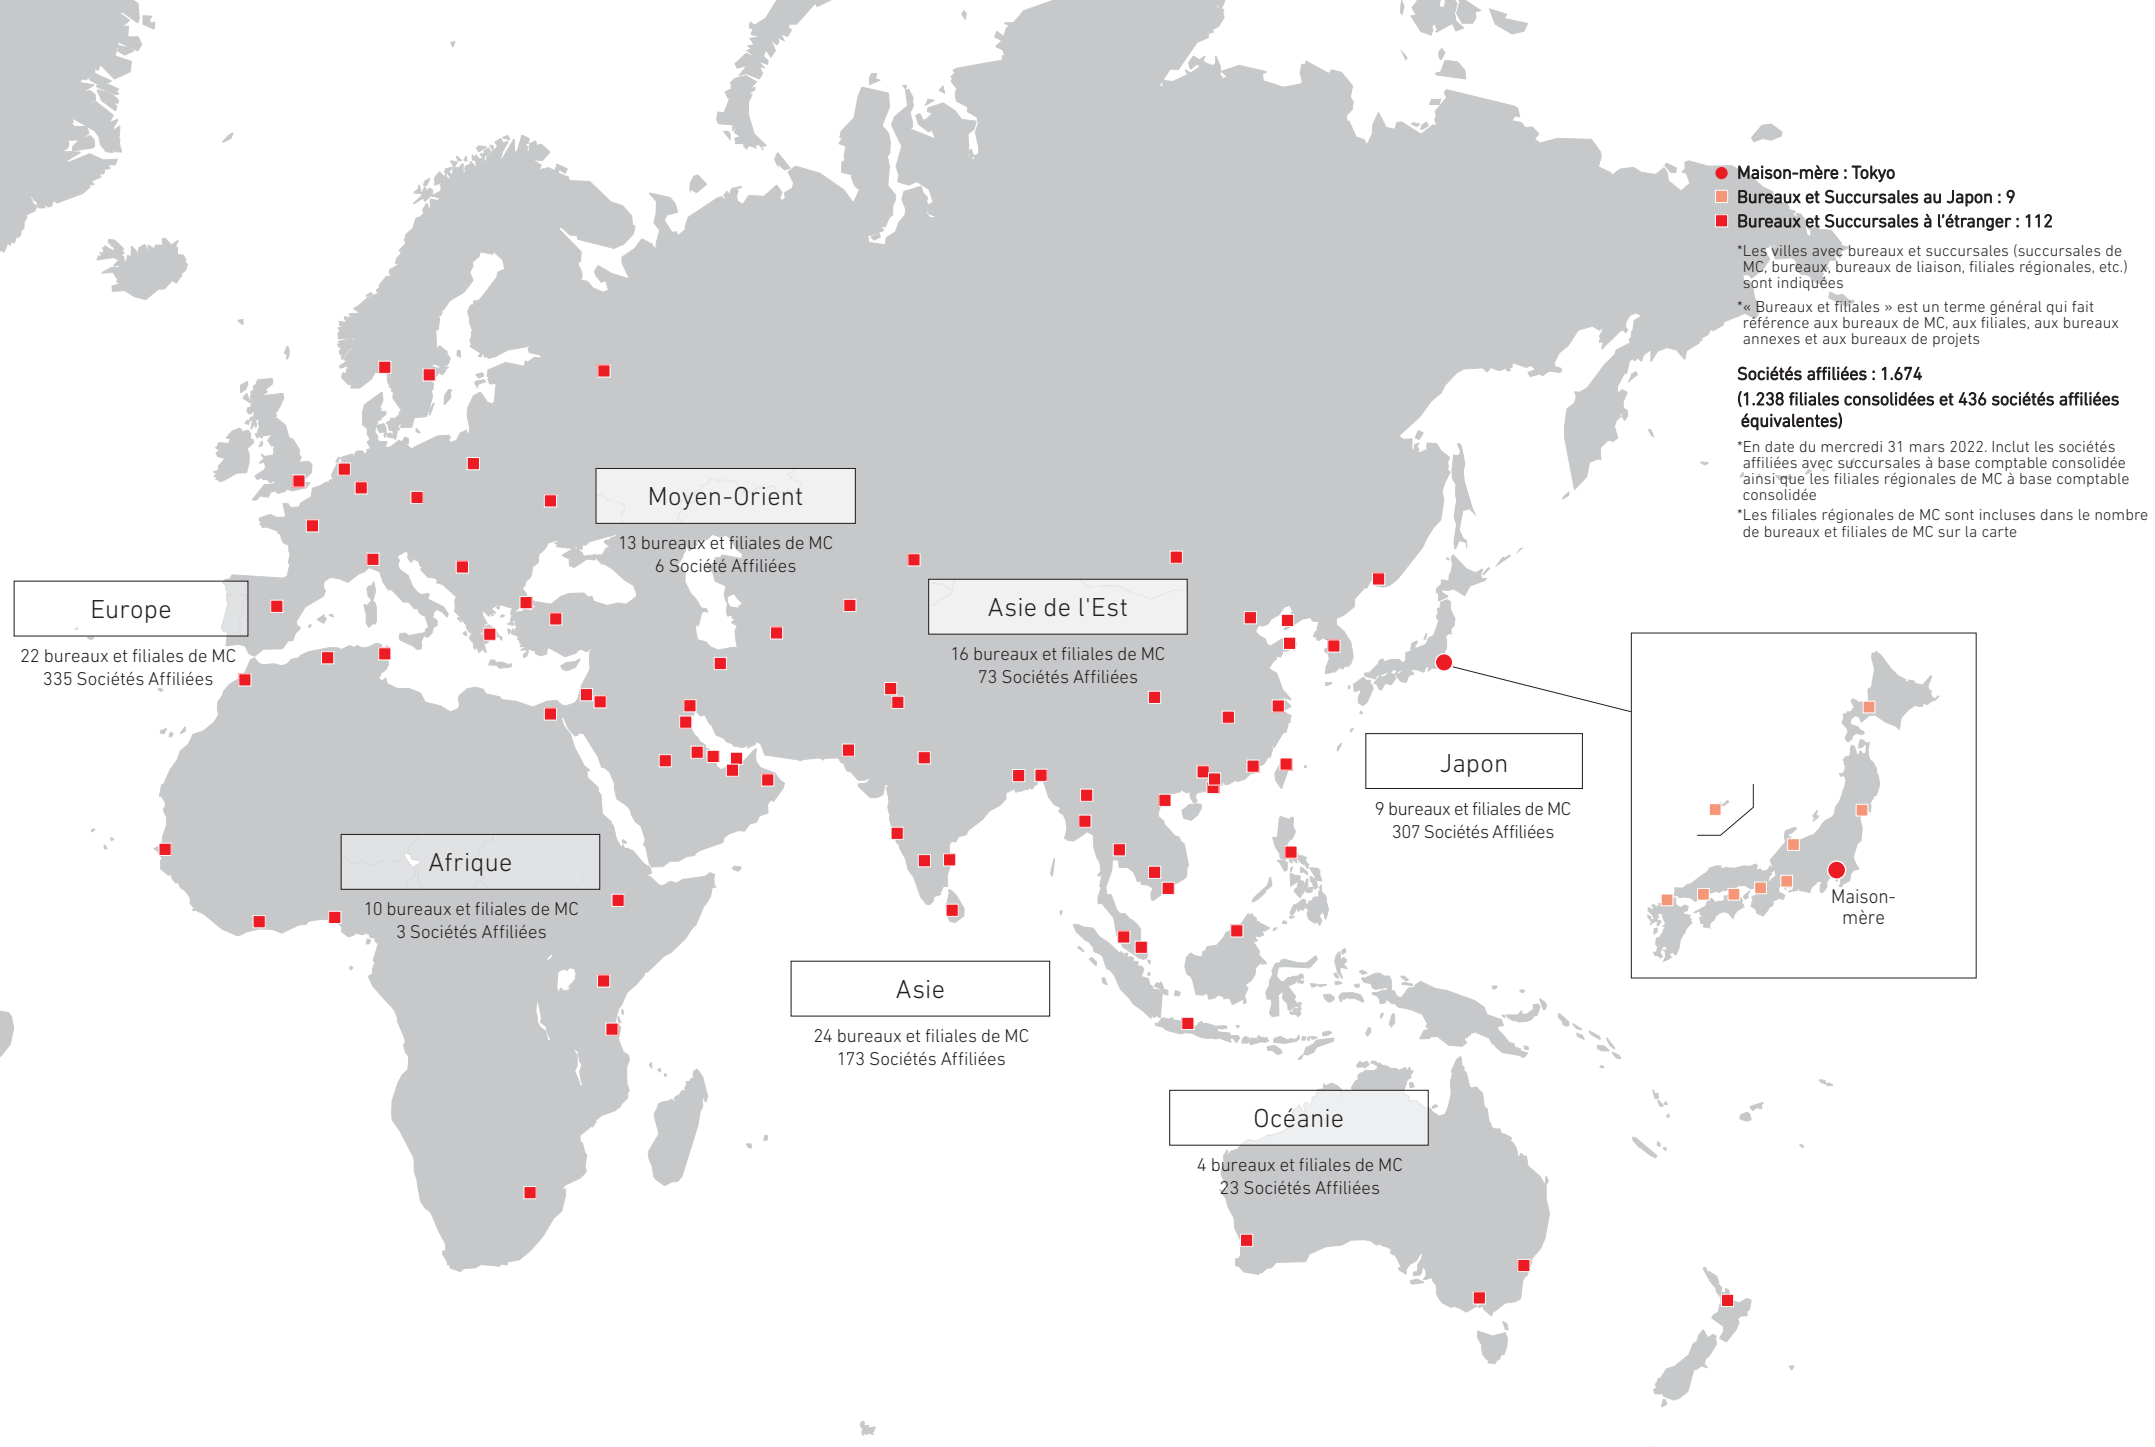 Maison-mère : Tokyo
Bureaux et Succursales au Japon : 9
Bureaux et Succursales à l'étranger : 112
*Les villes avec bureaux et succursales (succursales de
MC, bureaux, bureaux de liaison, filiales régionales, etc.)
sont indiquées
*« Bureaux et filiales » est un terme général qui fait
référence aux bureaux de MC, aux filiales, aux bureaux
annexes et aux bureaux de projets
Sociétés affiliées : 1.674
(1.238 filiales consolidées et 436 sociétés affiliées
équivalentes)
*En date du mercredi 31 mars 2022. Inclut les sociétés
affiliées avec succursales à base comptable consolidée
ainsi que les filiales régionales de MC à base comptable
consolidée
*Les filiales régionales de MC sont incluses dans le nombre
de bureaux et filiales de MC sur la carte
Moyen-Orient
13 bureaux et filiales de MC
6 Société Affiliées
Europe
22 bureaux et filiales de MC
335 Sociétés Affiliées
Asie de l'Est
16 bureaux et filiales de MC
73 Sociétés Affiliées
Japon
9 bureaux et filiales de MC
307 Sociétés Affiliées
Maison-
mère
Afrique
10 bureaux et filiales de MC
3 Sociétés Affiliées
Asie
24 bureaux et filiales de MC
173 Sociétés Affiliées
Océanie
4 bureaux et filiales de MC
23 Sociétés Affiliées